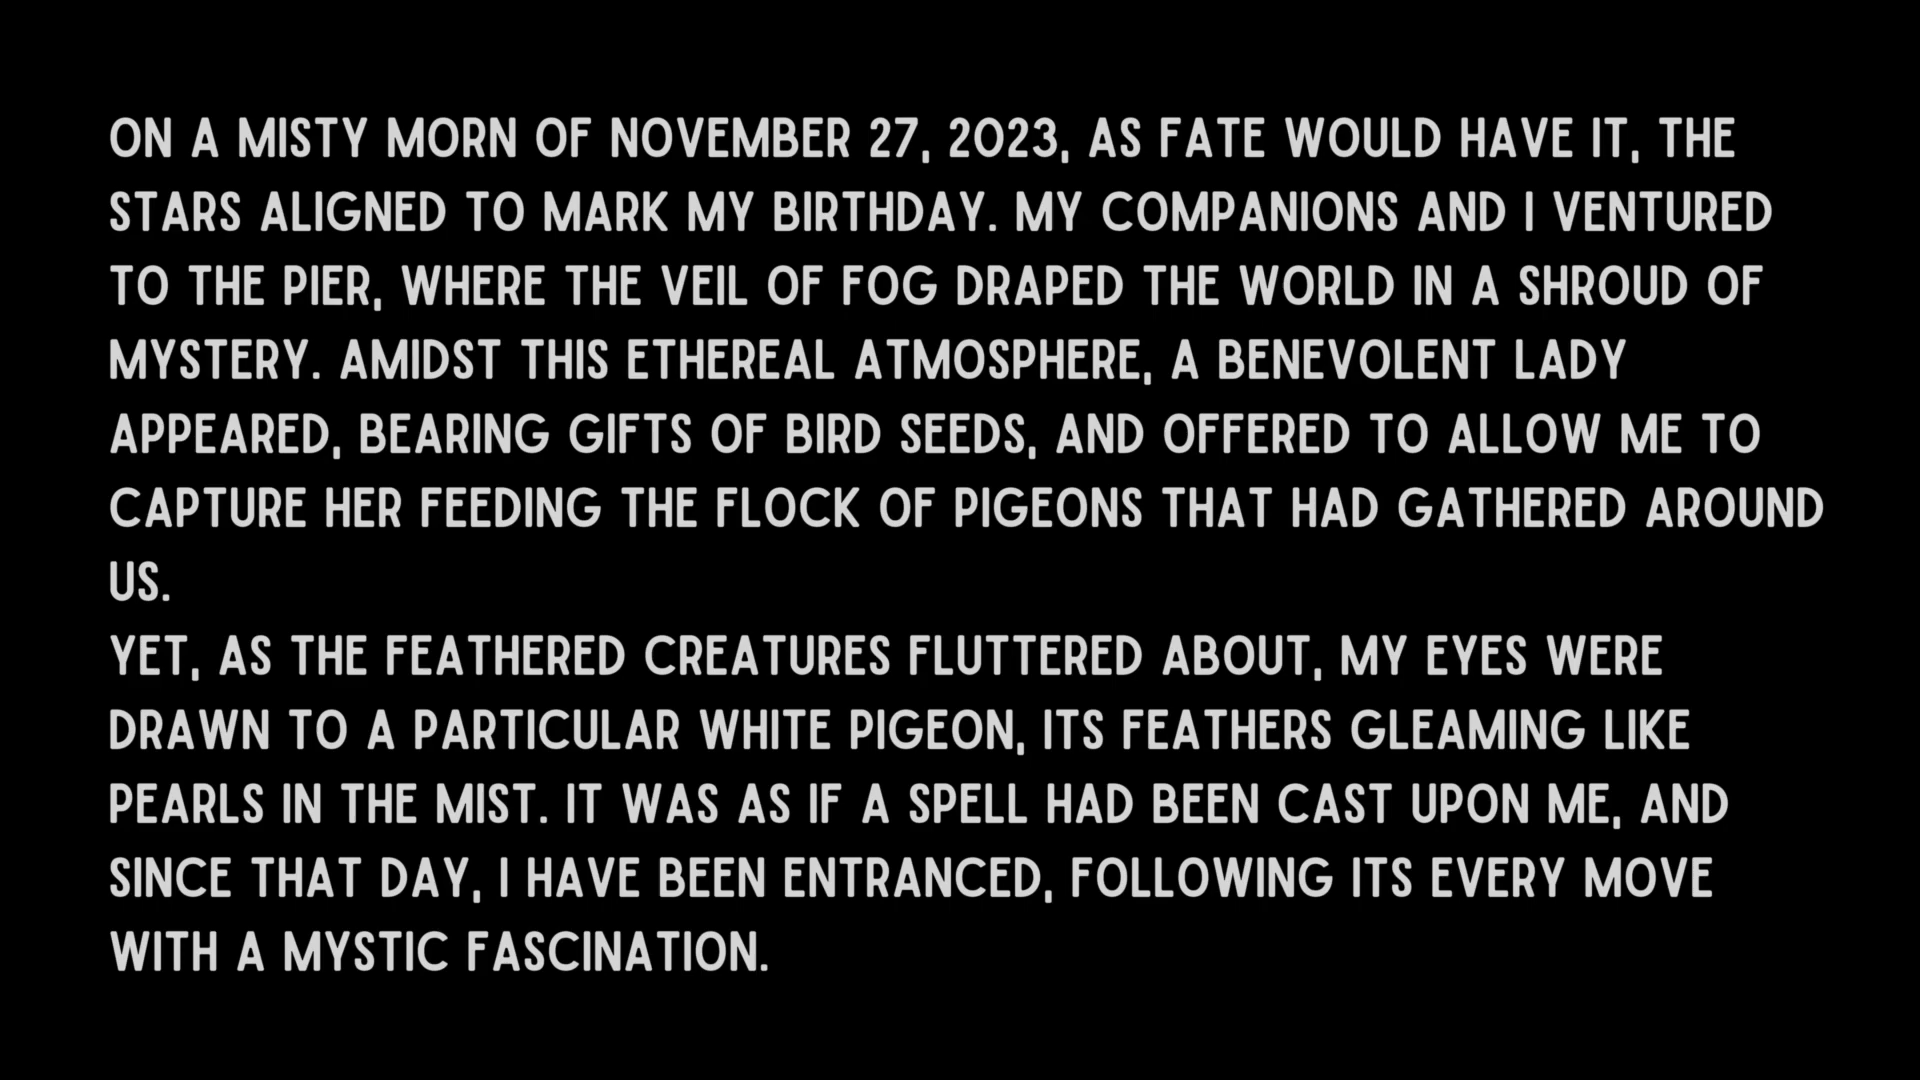 ON A MISTY MORN OF NOVEMBER 27, 2023, AS FATE WOULD HAVE IT, THE
STARS ALIGNED TO MARK MY BIRTHDAY. MY COMPANIONS AND I VENTURED
TO THE PIER, WHERE THE VEIL OF FOG DRAPED THE WORLD IN A SHROUD OF
MYSTERY. AMIDST THIS ETHEREAL ATMOSPHERE, A BENEVOLENT LADY
APPEARED, BEARING GIFTS OF BIRD SEEDS, AND OFFERED TO ALLOW ME TO
CAPTURE HER FEEDING THE FLOCK OF PIGEONS THAT HAD GATHERED AROUND
US.
YET, AS THE FEATHERED CREATURES FLUTTERED ABOUT, MY EYES WERE
DRAWN TO A PARTICULAR WHITE PIGEON, ITS FEATHERS GLEAMING LIKE
PEARLS IN THE MIST. IT WAS AS IF A SPELL HAD BEEN CAST UPON ME, AND
SINCE THAT DAY, I HAVE BEEN ENTRANCED, FOLLOWING ITS EVERY MOVE
WITH A MYSTIC FASCINATION.